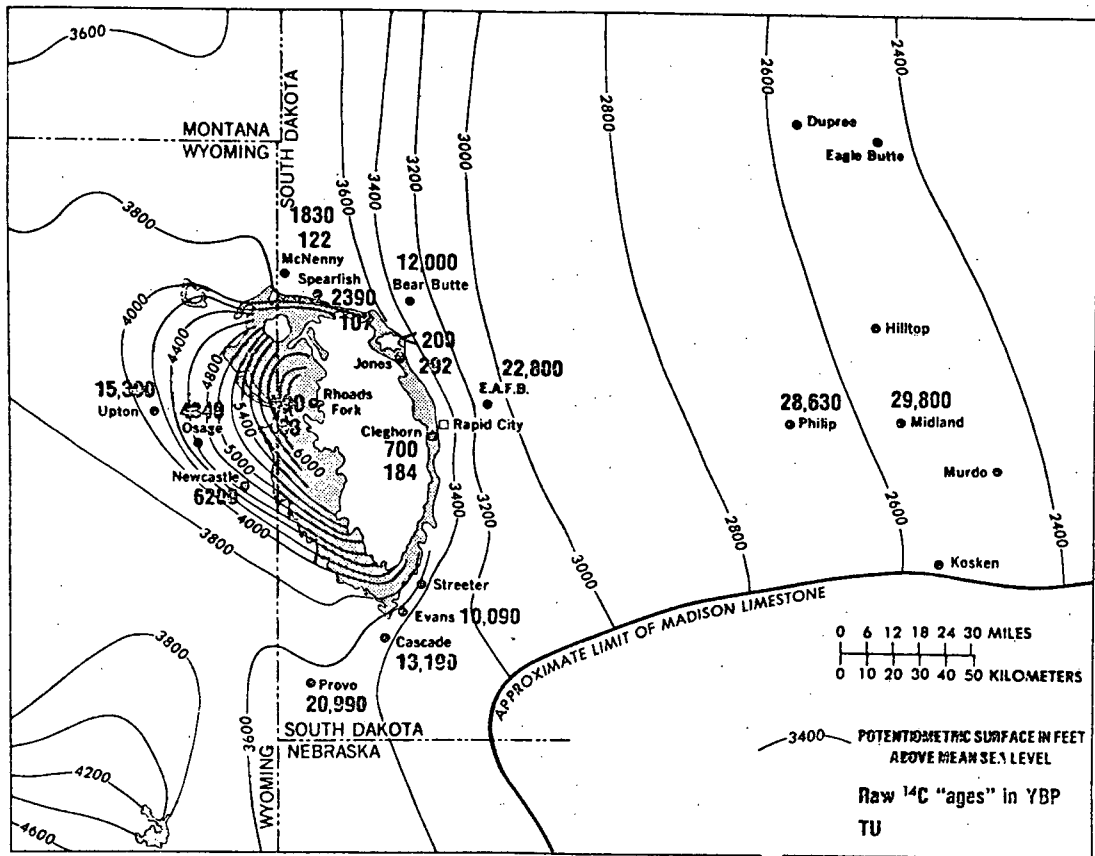 3600
SOUTH DAKOTA
MONTANA
WYOMING
3800
3600
3400
3200
3000
2800
2600
2400
Dupree
Eagle Butte
1830
122
McNenny
Spearfish
2390
107
12,000
Bear Butte
4000
4400
4800
5400
5000
6000
4000
3800
200
292
Jones
22,800
E.A.F.B.
Hilltop
15,300
Upton
4340
Osage
Rhoads
Fork
Cleghorn
700
184
Rapid City
28,630
Philip
29,800
Midland
Newcastle
6200
Murdo
3400
3200
3000
2800
2600
2400
Streeter
Evans 10,090
Cascade
13,190
Provo
20,990
Kosken
APPROXIMATE LIMIT OF MADISON LIMESTONE
0 6 12 18 24 30 MILES
0 10 20 30 40 50 KILOMETERS
3800
3600
SOUTH DAKOTA
NEBRASKA
WYOMING
4200
4600
3400 POTENTIOMETRIC SURFACE IN FEET
ABOVE MEAN SEA LEVEL
Raw ¹⁴C "ages" in YBP
TU